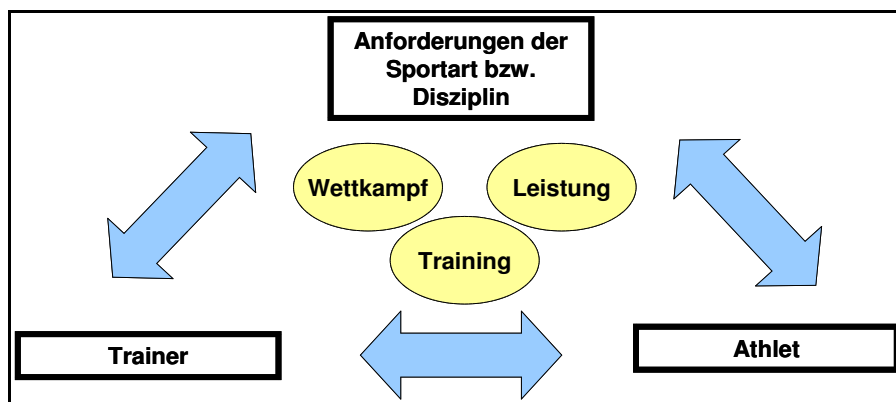 Anforderungen der
Sportart bzw.
Disziplin
Wettkampf
Leistung
Training
Trainer
Athlet